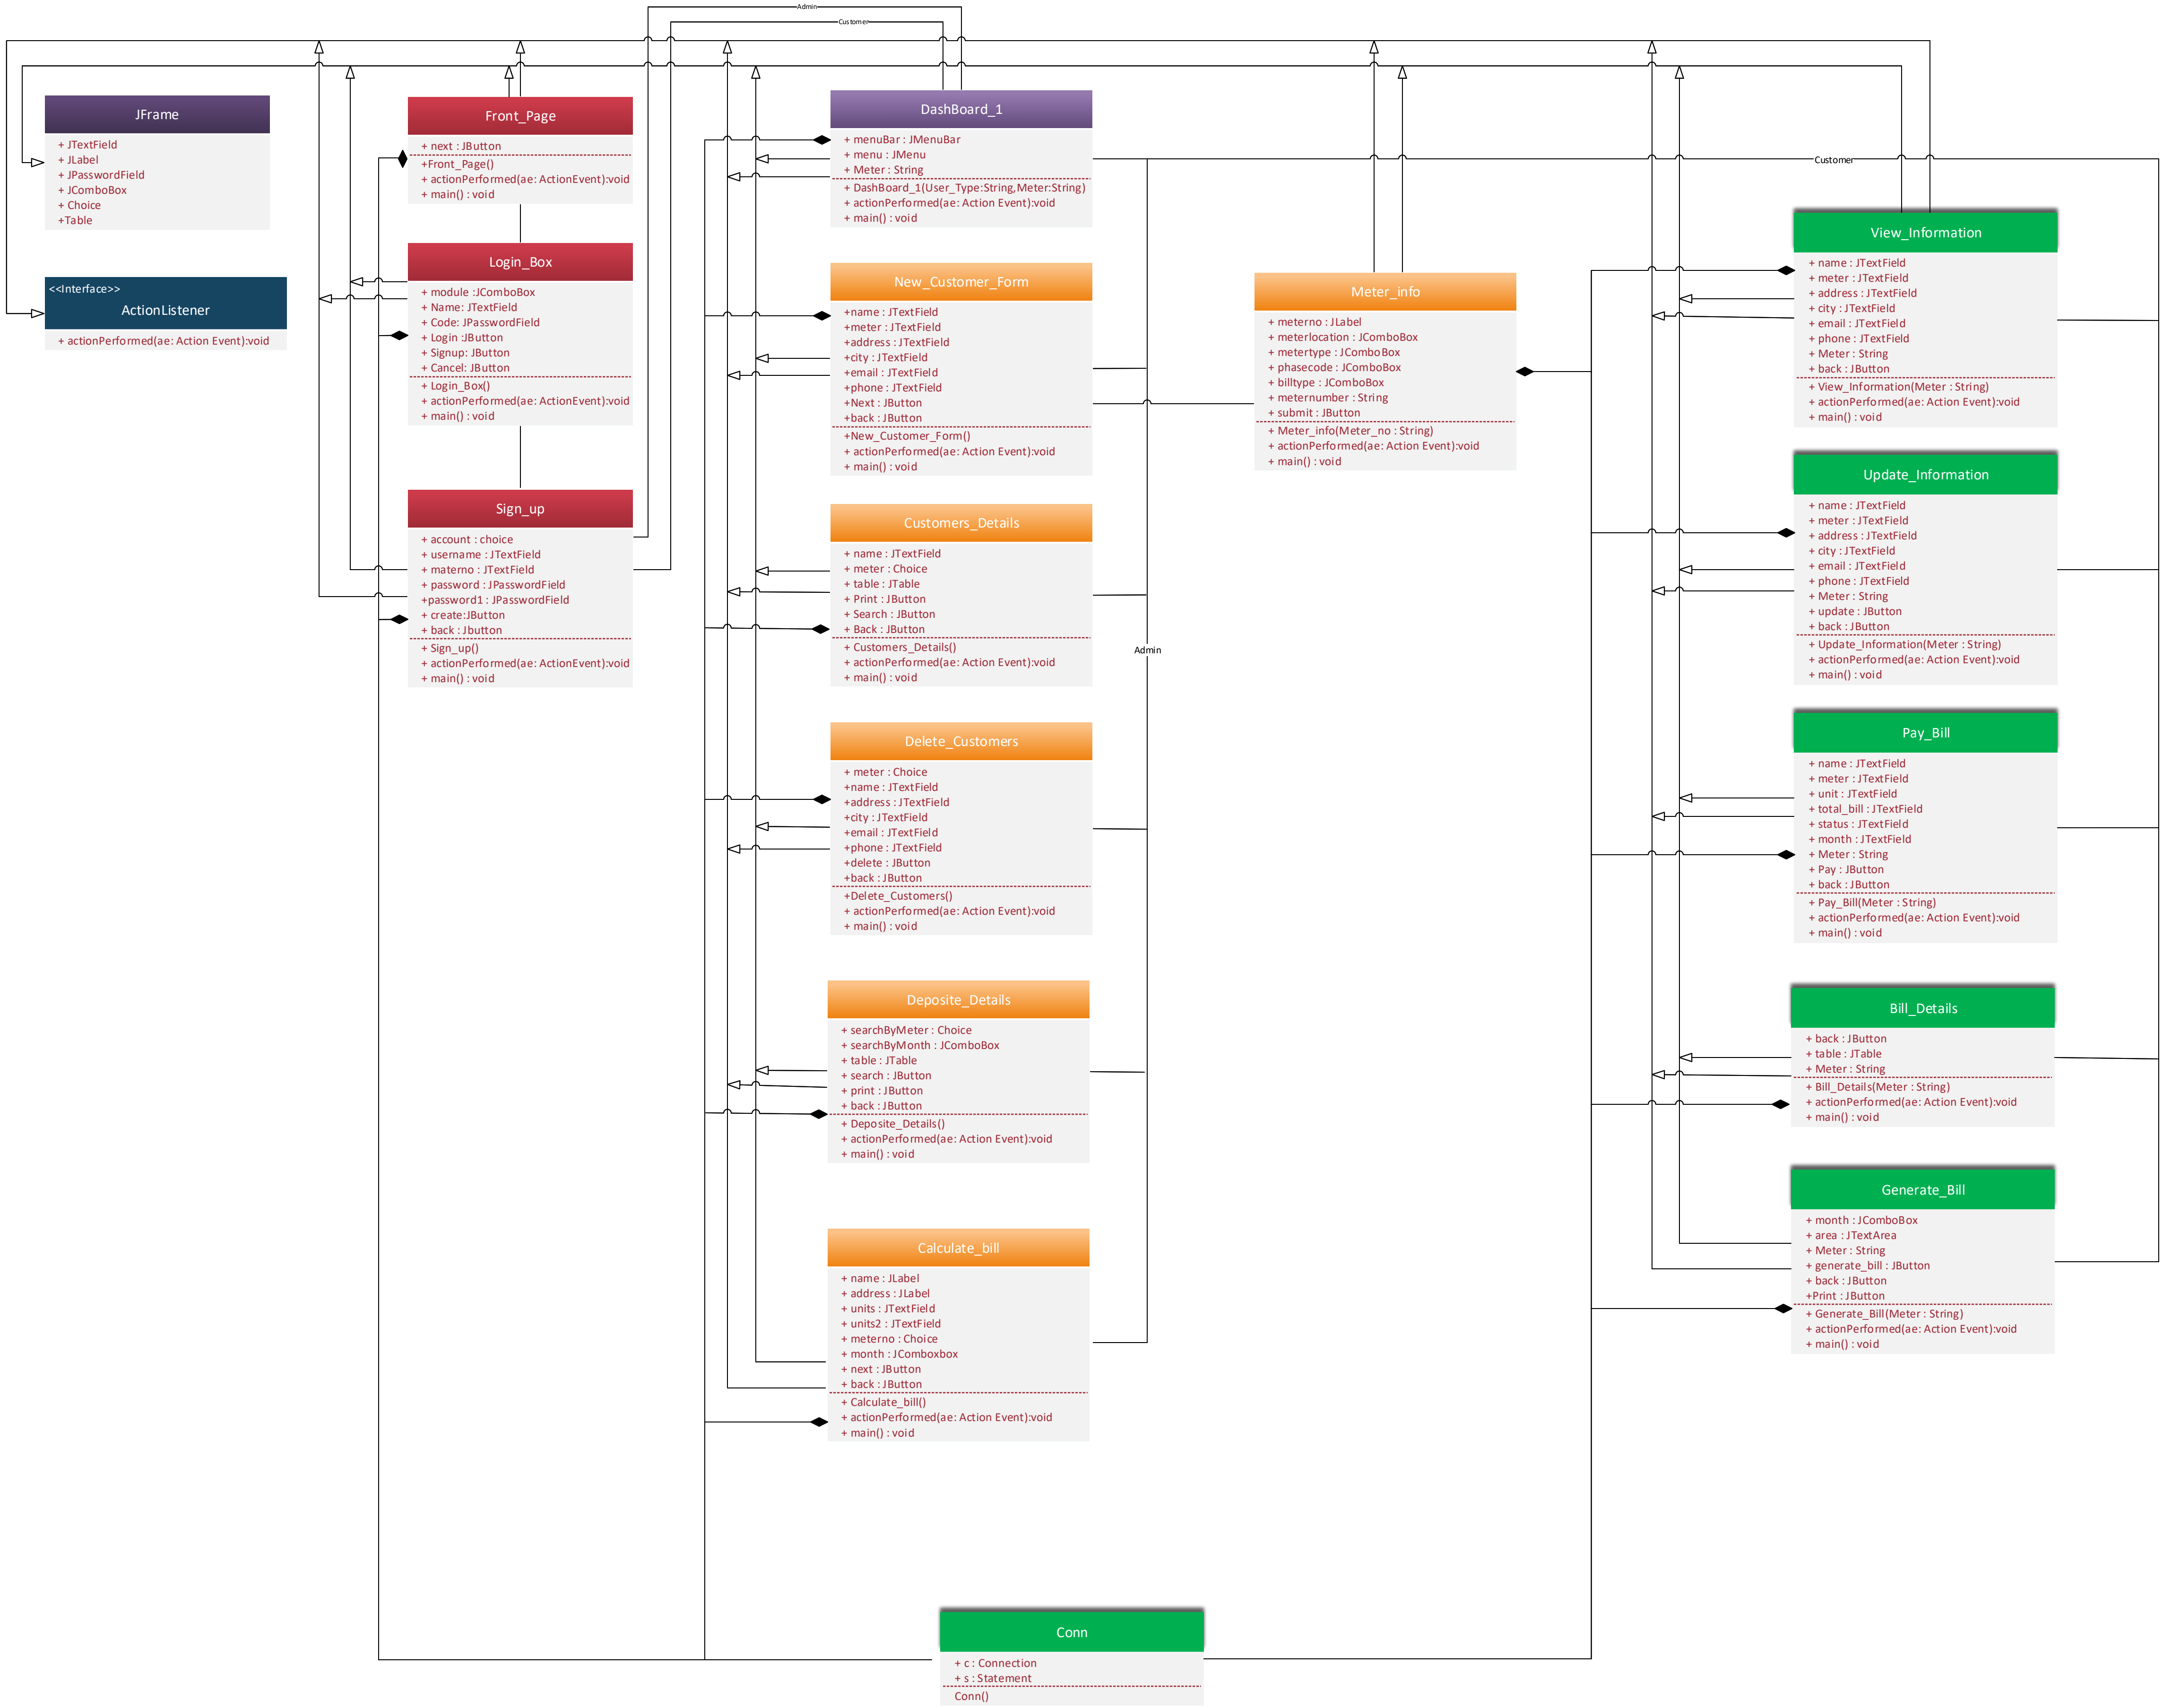 Admin
Customer
JFrame
+ JTextField
+ JLabel
+ JPasswordField
+ JComboBox
+ Choice
+Table
<<Interface>>
ActionListener
+ actionPerformed(ae: Action Event):void
Front_Page
+ next : JButton
+Front_Page()
+ actionPerformed(ae: ActionEvent):void
+ main() : void
Login_Box
+ module :JComboBox
+ Name: JTextField
+ Code: JPasswordField
+ Login :JButton
+ Signup: JButton
+ Cancel: JButton
+ Login_Box()
+ actionPerformed(ae: ActionEvent):void
+ main() : void
Sign_up
+ account : choice
+ username : JTextField
+ materno : JTextField
+ password : JPasswordField
+password1 : JPasswordField
+ create:JButton
+ back : Jbutton
+ Sign_up()
+ actionPerformed(ae: ActionEvent):void
+ main() : void
DashBoard_1
+ menuBar : JMenuBar
+ menu : JMenu
+ Meter : String
+ DashBoard_1(User_Type:String,Meter:String)
+ actionPerformed(ae: Action Event):void
+ main() : void
New_Customer_Form
+name : JTextField
+meter : JTextField
+address : JTextField
+city : JTextField
+email : JTextField
+phone : JTextField
+Next : JButton
+back : JButton
+New_Customer_Form()
+ actionPerformed(ae: Action Event):void
+ main() : void
Customers_Details
+ name : JTextField
+ meter : Choice
+ table : JTable
+ Print : JButton
+ Search : JButton
+ Back : JButton
+ Customers_Details()
+ actionPerformed(ae: Action Event):void
+ main() : void
Admin
Delete_Customers
+ meter : Choice
+name : JTextField
+address : JTextField
+city : JTextField
+email : JTextField
+phone : JTextField
+delete : JButton
+back : JButton
+Delete_Customers()
+ actionPerformed(ae: Action Event):void
+ main() : void
Deposite_Details
+ searchByMeter : Choice
+ searchByMonth : JComboBox
+ table : JTable
+ search : JButton
+ print : JButton
+ back : JButton
+ Deposite_Details()
+ actionPerformed(ae: Action Event):void
+ main() : void
Calculate_bill
+ name : JLabel
+ address : JLabel
+ units : JTextField
+ units2 : JTextField
+ meterno : Choice
+ month : JComboxbox
+ next : JButton
+ back : JButton
+ Calculate_bill()
+ actionPerformed(ae: Action Event):void
+ main() : void
Meter_info
+ meterno : JLabel
+ meterlocation : JComboBox
+ metertype : JComboBox
+ phasecode : JComboBox
+ billtype : JComboBox
+ meternumber : String
+ submit : JButton
+ Meter_info(Meter_no : String)
+ actionPerformed(ae: Action Event):void
+ main() : void
Customer
View_Information
+ name : JTextField
+ meter : JTextField
+ address : JTextField
+ city : JTextField
+ email : JTextField
+ phone : JTextField
+ Meter : String
+ back : JButton
+ View_Information(Meter : String)
+ actionPerformed(ae: Action Event):void
+ main() : void
Update_Information
+ name : JTextField
+ meter : JTextField
+ address : JTextField
+ city : JTextField
+ email : JTextField
+ phone : JTextField
+ Meter : String
+ update : JButton
+ back : JButton
+ Update_Information(Meter : String)
+ actionPerformed(ae: Action Event):void
+ main() : void
Pay_Bill
+ name : JTextField
+ meter : JTextField
+ unit : JTextField
+ total_bill : JTextField
+ status : JTextField
+ month : JTextField
+ Meter : String
+ Pay : JButton
+ back : JButton
+ Pay_Bill(Meter : String)
+ actionPerformed(ae: Action Event):void
+ main() : void
Bill_Details
+ back : JButton
+ table : JTable
+ Meter : String
+ Bill_Details(Meter : String)
+ actionPerformed(ae: Action Event):void
+ main() : void
Generate_Bill
+ month : JComboBox
+ area : JTextArea
+ Meter : String
+ generate_bill : JButton
+ back : JButton
+Print : JButton
+ Generate_Bill(Meter : String)
+ actionPerformed(ae: Action Event):void
+ main() : void
Conn
+ c : Connection
+ s : Statement
Conn()